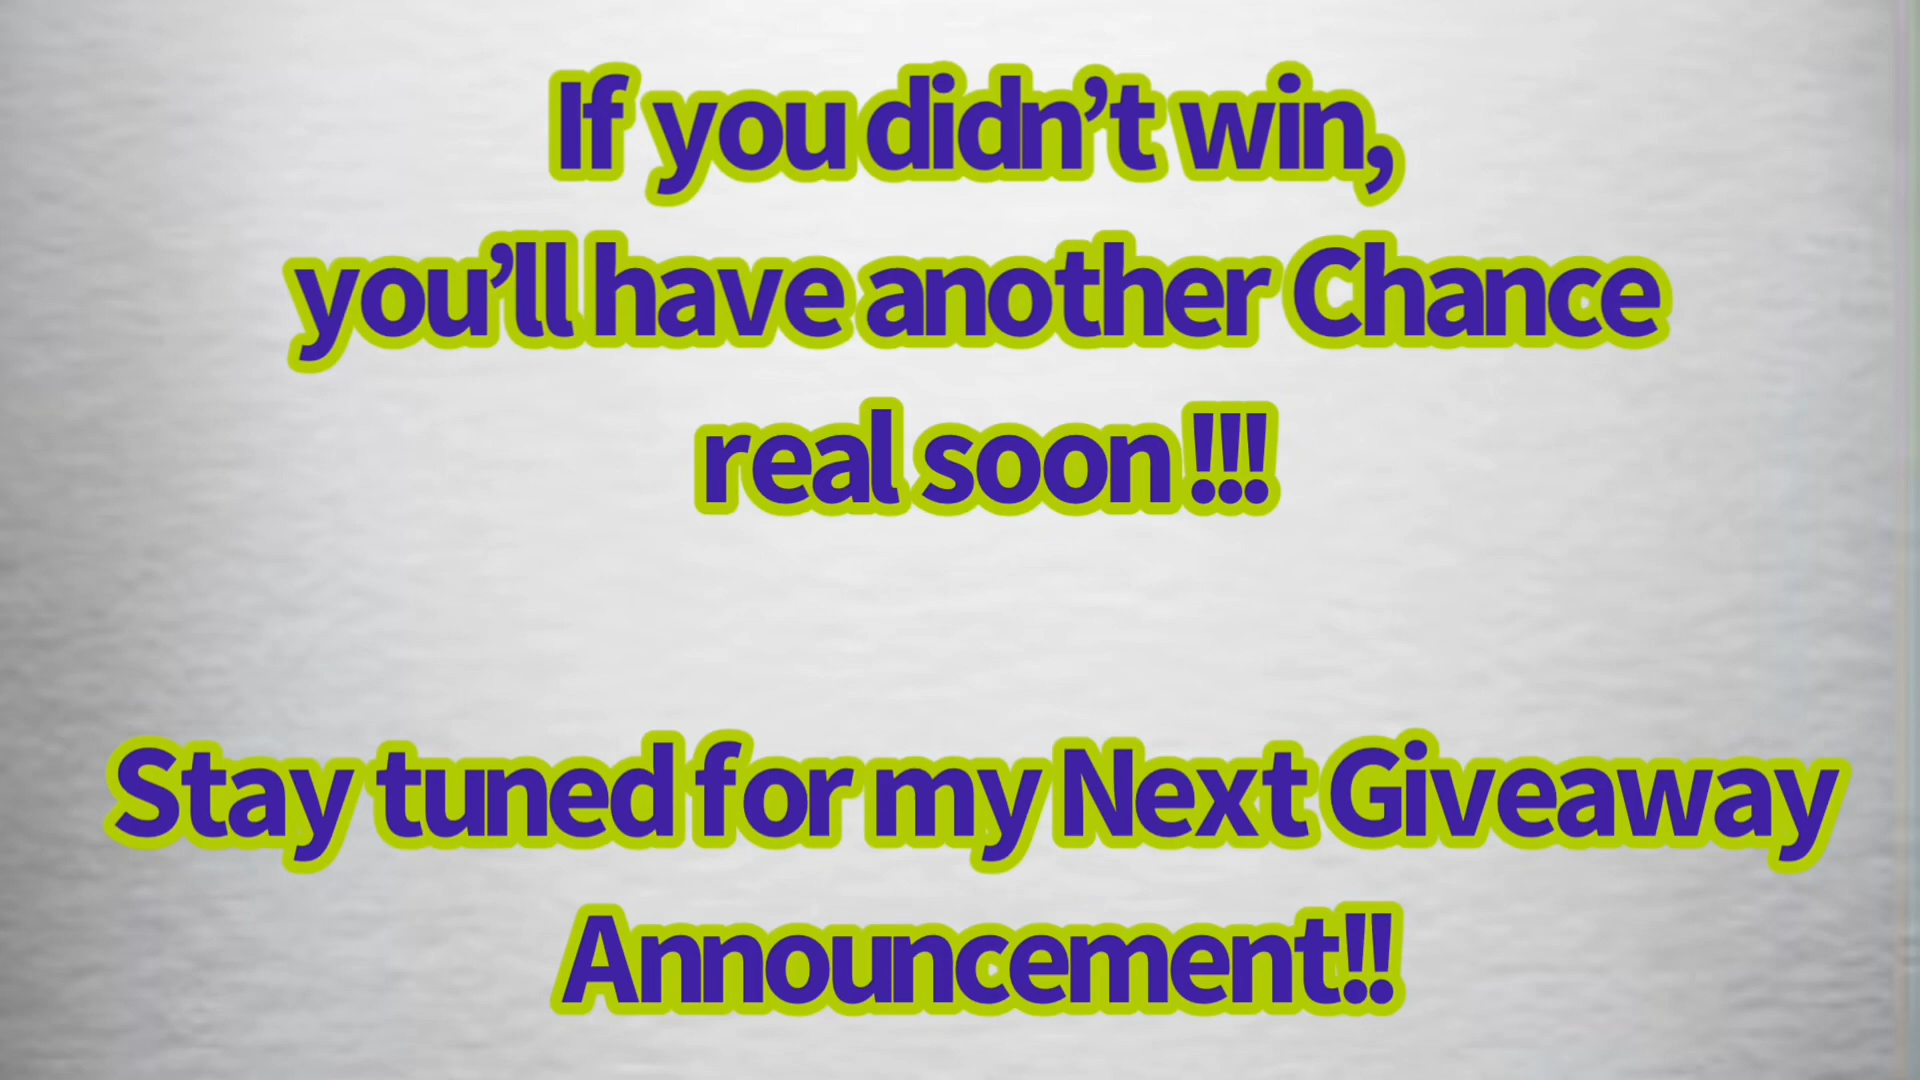 If you didn’t win,
you’ll have another Chance
real soon !!!
Stay tuned for my Next Giveaway
Announcement!!